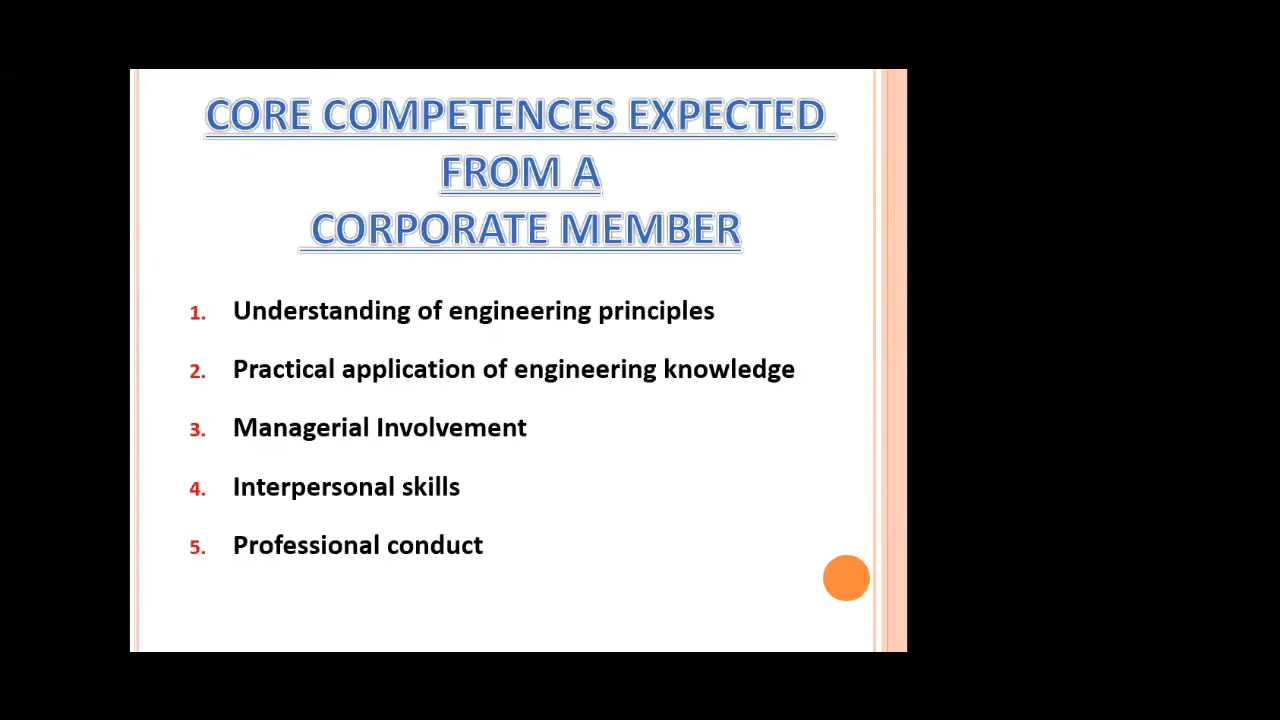 CORE COMPETENCES EXPECTED
FROM A
CORPORATE MEMBER
1. Understanding of engineering principles
2. Practical application of engineering knowledge
3. Managerial Involvement
4. Interpersonal skills
5. Professional conduct